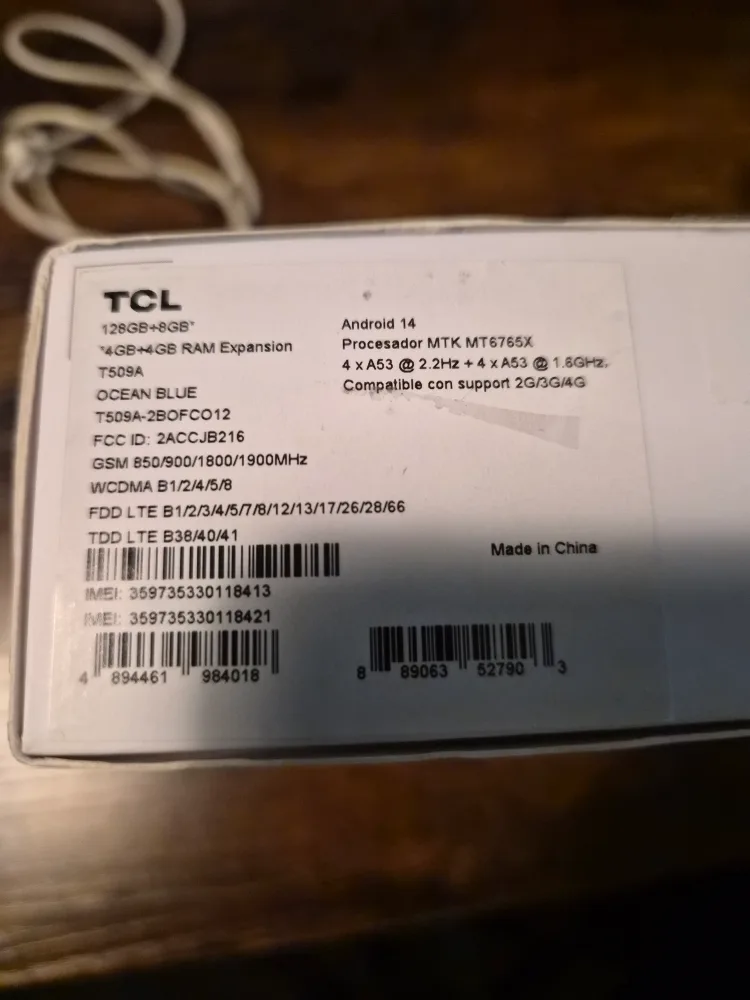 TCL
128GB+8GB*
*4GB+4GB RAM Expansion
T509A
OCEAN BLUE
T509A-2BOFCO12
FCC ID: 2ACCJB216
GSM 850/900/1800/1900MHz
WCDMA B1/2/4/5/8
FDD LTE B1/2/3/4/5/7/8/12/13/17/26/28/66
TDD LTE B38/40/41
IMEI: 359735330118413
IMEI: 359735330118421
4 894461 984018
Android 14
Procesador MTK MT6765X
4 x A53 @ 2.2Hz + 4 x A53 @ 1.6GHz.
Compatible con support 2G/3G/4G
Made in China
8 89063 52790 3